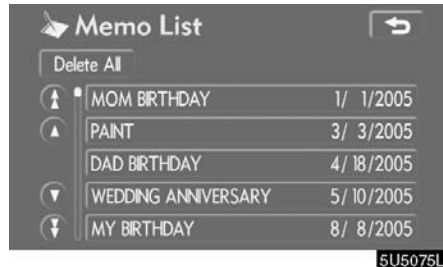 Memo List
Delete All
MOM BIRTHDAY 1/ 1/2005
PAINT 3/ 3/2005
DAD BIRTHDAY 4/18/2005
WEDDING ANNIVERSARY 5/10/2005
MY BIRTHDAY 8/ 8/2005
5U5075L